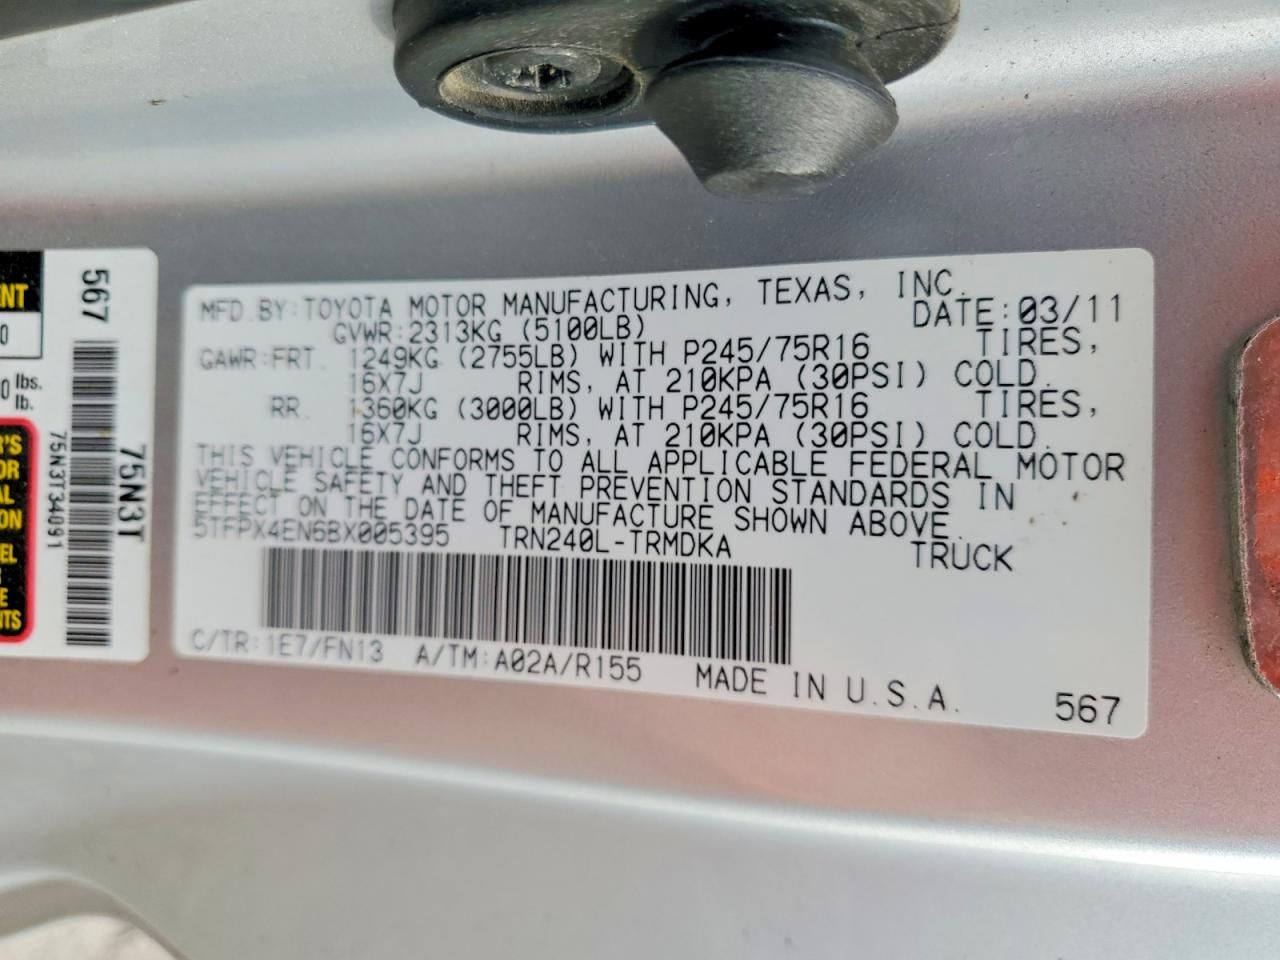 MFD. BY: TOYOTA MOTOR MANUFACTURING, TEXAS, INC.
GVWR: 2313KG (5100LB) DATE: 03/11
GAWR: FRT. 1249KG (2755LB) WITH P245/75R16 TIRES,
16X7J RIMS, AT 210KPA (30PSI) COLD.
RR. 1360KG (3000LB) WITH P245/75R16 TIRES,
16X7J RIMS, AT 210KPA (30PSI) COLD.
THIS VEHICLE CONFORMS TO ALL APPLICABLE FEDERAL MOTOR
VEHICLE SAFETY AND THEFT PREVENTION STANDARDS IN
EFFECT ON THE DATE OF MANUFACTURE SHOWN ABOVE.
5TFPX4EN6BX005395 TRN240L-TRMDKA TRUCK
C/TR: 1E7/FN13 A/TM: A02A/R155 MADE IN U.S.A.
567
567
75N3T
75N3T34091
lbs.
lb.